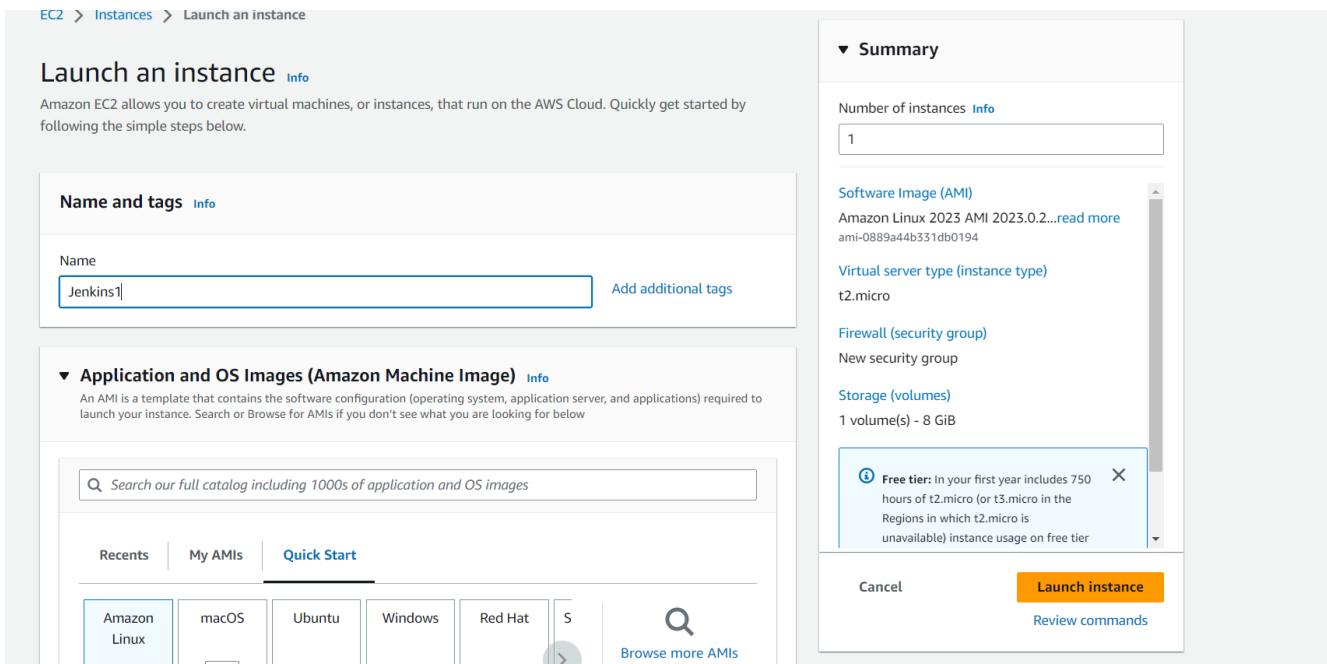 EC2 > Instances > Launch an instance
Launch an instance Info
Amazon EC2 allows you to create virtual machines, or instances, that run on the AWS Cloud. Quickly get started by
following the simple steps below.
Name and tags Info
Name
Jenkins1
Add additional tags
Application and OS Images (Amazon Machine Image) Info
An AMI is a template that contains the software configuration (operating system, application server, and applications) required to
launch your instance. Search or Browse for AMIs if you don't see what you are looking for below
Search our full catalog including 1000s of application and OS images
Recents
My AMIs
Quick Start
Amazon
Linux
macOS
Ubuntu
Windows
Red Hat
S
Browse more AMIs
Summary
Number of instances Info
1
Software Image (AMI)
Amazon Linux 2023 AMI 2023.0.2...read more
ami-0889a44b331db0194
Virtual server type (instance type)
t2.micro
Firewall (security group)
New security group
Storage (volumes)
1 volume(s) - 8 GiB
Free tier: In your first year includes 750
hours of t2.micro (or t3.micro in the
Regions in which t2.micro is
unavailable) instance usage on free tier
Cancel
Launch instance
Review commands